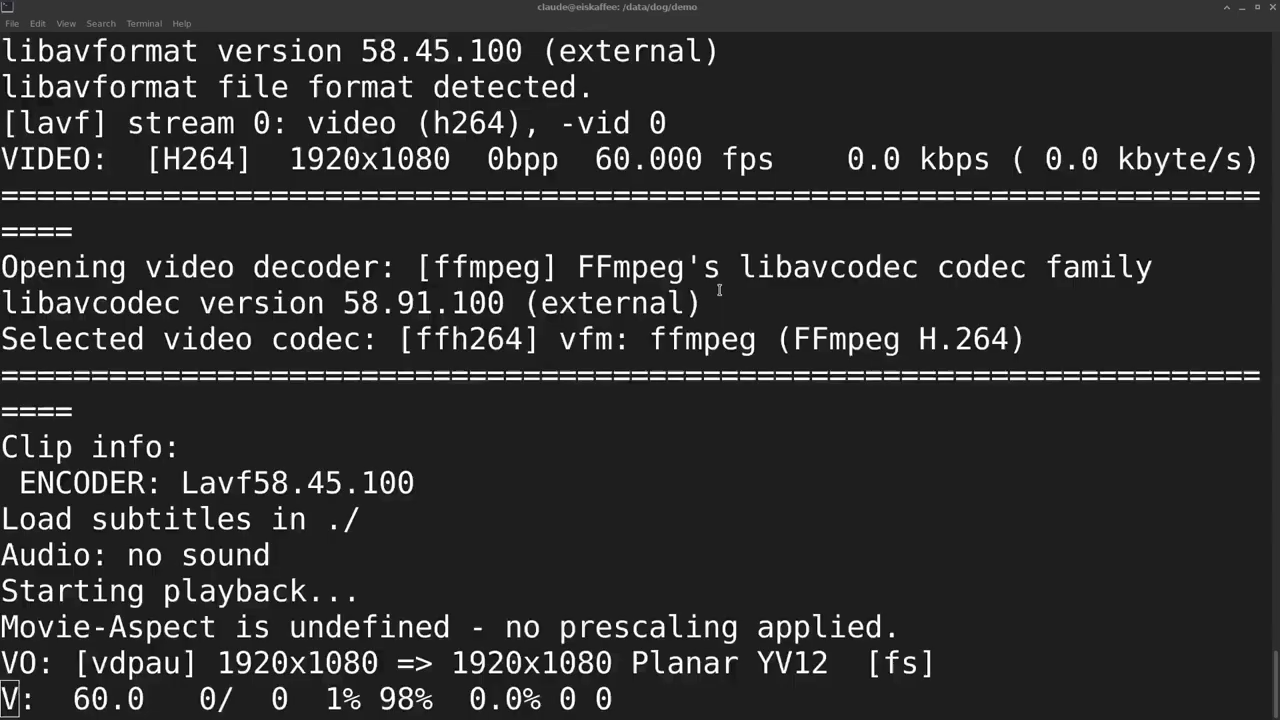 claude@eiskaffee: /data/dog/demo
File Edit View Search Terminal Help
libavformat version 58.45.100 (external)
libavformat file format detected.
[lavf] stream 0: video (h264), -vid 0
VIDEO:  [H264]  1920x1080  0bpp  60.000 fps    0.0 kbps ( 0.0 kbyte/s)
======================================================================
====
Opening video decoder: [ffmpeg] FFmpeg's libavcodec codec family
libavcodec version 58.91.100 (external)
Selected video codec: [ffh264] vfm: ffmpeg (FFmpeg H.264)
======================================================================
====
Clip info:
 ENCODER: Lavf58.45.100
Load subtitles in ./
Audio: no sound
Starting playback...
Movie-Aspect is undefined - no prescaling applied.
VO: [vdpau] 1920x1080 => 1920x1080 Planar YV12  [fs]
V:  60.0   0/  0  1% 98%  0.0% 0 0